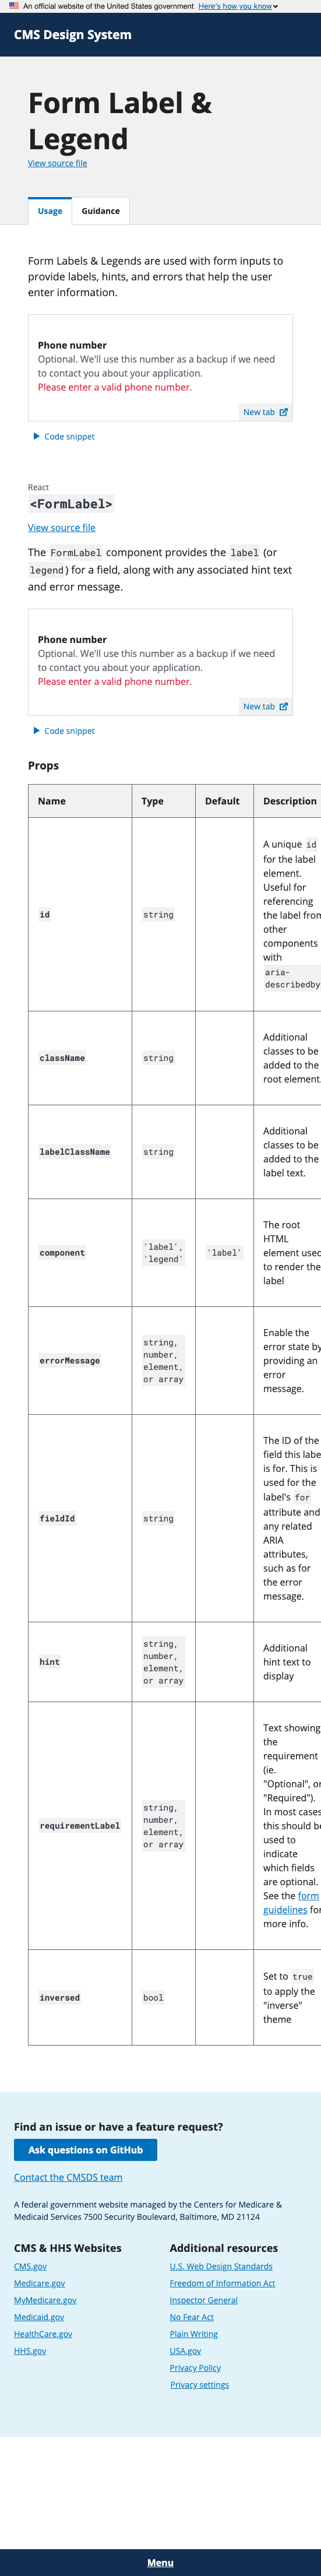 An official website of the United States government Here's how you know
CMS Design System
Form Label &
Legend
View source file
Usage Guidance
Form Labels & Legends are used with form inputs to
provide labels, hints, and errors that help the user
enter information.
Phone number
Optional. We'll use this number as a backup if we need
to contact you about your application.
Please enter a valid phone number.
New tab
Code snippet
React
<FormLabel>
View source file
The FormLabel component provides the label (or
legend) for a field, along with any associated hint text
and error message.
Phone number
Optional. We'll use this number as a backup if we need
to contact you about your application.
Please enter a valid phone number.
New tab
Code snippet
Props
Name Type Default Description
id string
A unique id
for the label
element.
Useful for
referencing
the label from
other
components
with
aria-
describedby
className string
Additional
classes to be
added to the
root element.
labelClassName string
Additional
classes to be
added to the
label text.
component
'label',
'legend'
'label'
The root
HTML
element used
to render the
label
errorMessage
string,
number,
element,
or array
Enable the
error state by
providing an
error
message.
fieldId string
The ID of the
field this labe
is for. This is
used for the
label's for
attribute and
any related
ARIA
attributes,
such as for
the error
message.
hint
string,
number,
element,
or array
Additional
hint text to
display
requirementLabel
string,
number,
element,
or array
Text showing
the
requirement
(ie.
"Optional", or
"Required").
In most cases
this should be
used to
indicate
which fields
are optional.
See the form
guidelines for
more info.
inversed bool
Set to true
to apply the
"inverse"
theme
Find an issue or have a feature request?
Ask questions on GitHub
Contact the CMSDS team
A federal government website managed by the Centers for Medicare &
Medicaid Services 7500 Security Boulevard, Baltimore, MD 21124
CMS & HHS Websites
CMS.gov
Medicare.gov
MyMedicare.gov
Medicaid.gov
HealthCare.gov
HHS.gov
Additional resources
U.S. Web Design Standards
Freedom of Information Act
Inspector General
No Fear Act
Plain Writing
USA.gov
Privacy Policy
Privacy settings
Menu